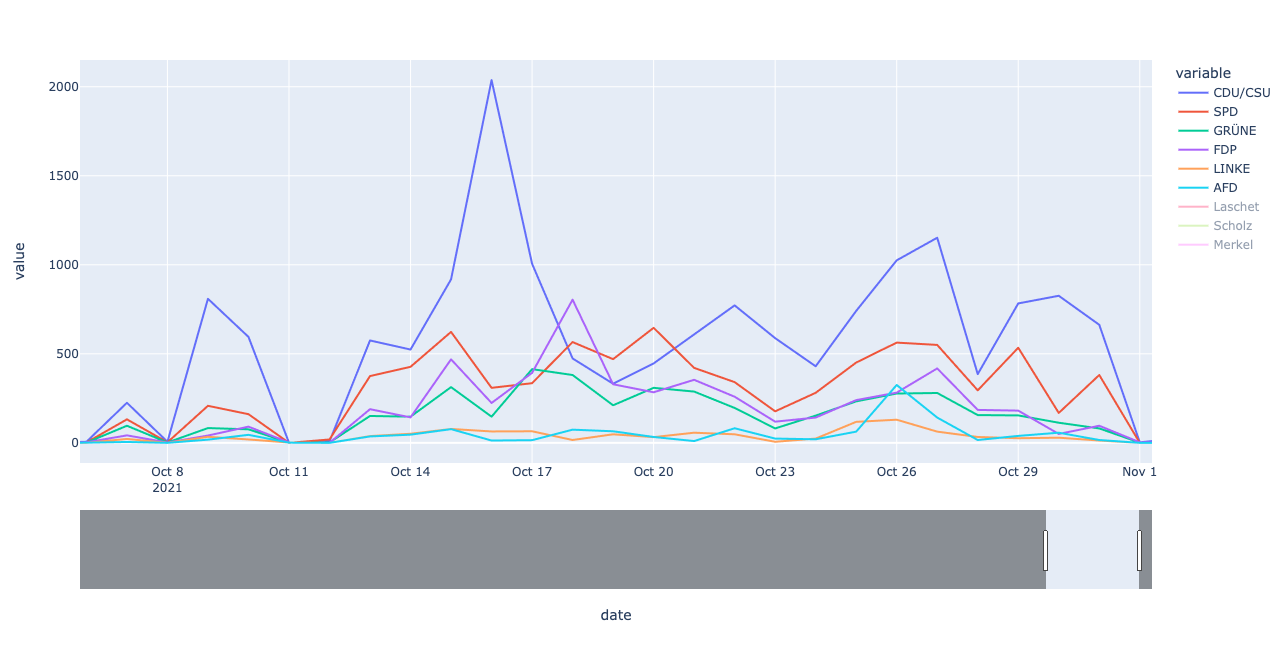 variable
CDU/CSU
SPD
GRÜNE
FDP
LINKE
AFD
Laschet
Scholz
Merkel
value
2000
1500
1000
500
0
Oct 8
2021
Oct 11
Oct 14
Oct 17
Oct 20
Oct 23
Oct 26
Oct 29
Nov 1
date